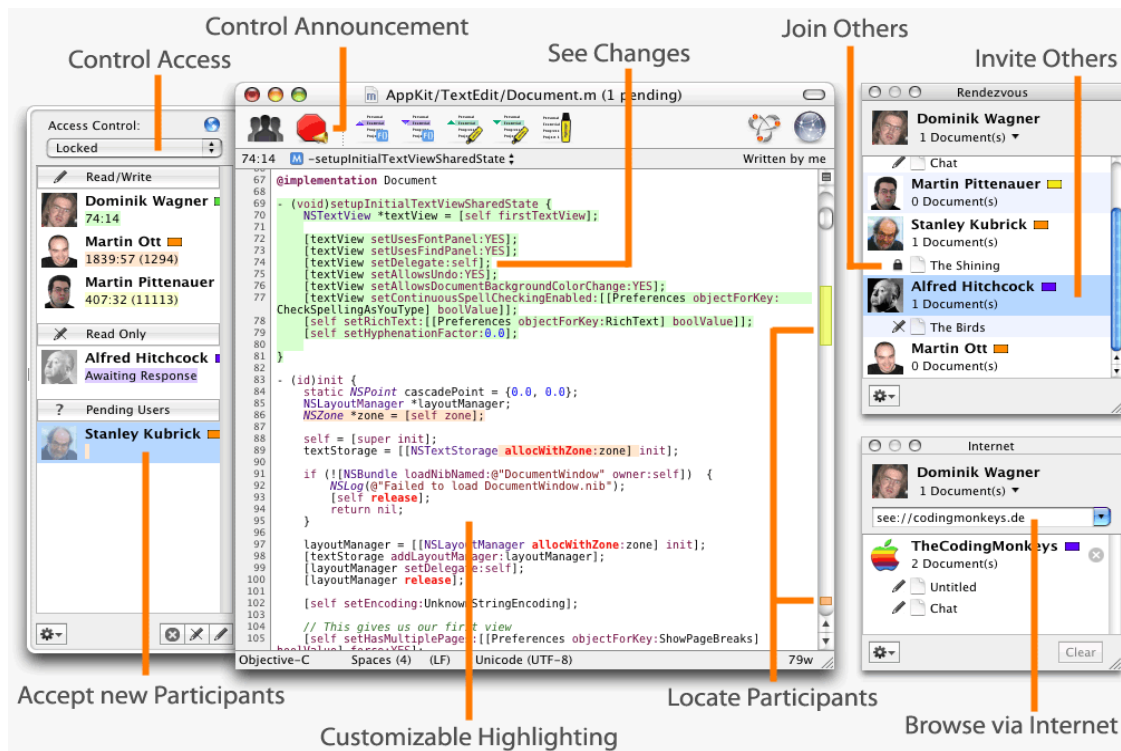 Control Announcement
Control Access
See Changes
Join Others
Invite Others
Access Control:
Locked
Read/Write
Dominik Wagner
74:14
Martin Ott
1839:57 (1294)
Martin Pittenauer
407:32 (11113)
Read Only
Alfred Hitchcock
Awaiting Response
? Pending Users
Stanley Kubrick
AppKit/TextEdit/Document.m (1 pending)
74:14 M -setupInitialTextViewSharedState Written by me
67 @implementation Document
68
69 - (void)setupInitialTextViewSharedState {
70 NSTextView *textView = [self firstTextView];
71
72 [textView setUsesFontPanel:YES];
73 [textView setUsesFindPanel:YES];
74 [textView setDelegate:self];
75 [textView setAllowsUndo:YES];
76 [textView setAllowsDocumentBackgroundColorChange:YES];
77 [textView setContinuousSpellCheckingEnabled:[[Preferences objectForKey:
CheckSpellingAsYouType] boolValue]];
78 [self setRichText:[[Preferences objectForKey:RichText] boolValue]];
79 [self setHyphenationFactor:0.0];
80
81 }
82
83 - (id)init {
84 static NSPoint cascadePoint = {0.0, 0.0};
85 NSLayoutManager *layoutManager;
86 NSZone *zone = [self zone];
87
88 self = [super init];
89 textStorage = [[NSTextStorage allocWithZone:zone] init];
90
91 if (![NSBundle loadNibNamed:@"DocumentWindow" owner:self]) {
92 NSLog(@"Failed to load DocumentWindow.nib");
93 [self release];
94 return nil;
95 }
96
97 layoutManager = [[NSLayoutManager allocWithZone:zone] init];
98 [textStorage addLayoutManager:layoutManager];
99 [layoutManager setDelegate:self];
100 [layoutManager release];
101
102 [self setEncoding:UnknownStringEncoding];
103
104 // This gives us our first view
105 [self setHasMultiplePages:[[Preferences objectForKey:ShowPageBreaks]
boolValue] force:YES];
Objective-C Spaces (4) (LF) Unicode (UTF-8) 79w
Rendezvous
Dominik Wagner
1 Document(s)
Chat
Martin Pittenauer
0 Document(s)
Stanley Kubrick
1 Document(s)
The Shining
Alfred Hitchcock
1 Document(s)
The Birds
Martin Ott
0 Document(s)
Internet
Dominik Wagner
1 Document(s)
see://codingmonkeys.de
TheCodingMonkeys
2 Document(s)
Untitled
Chat
Clear
Accept new Participants
Customizable Highlighting
Locate Participants
Browse via Internet